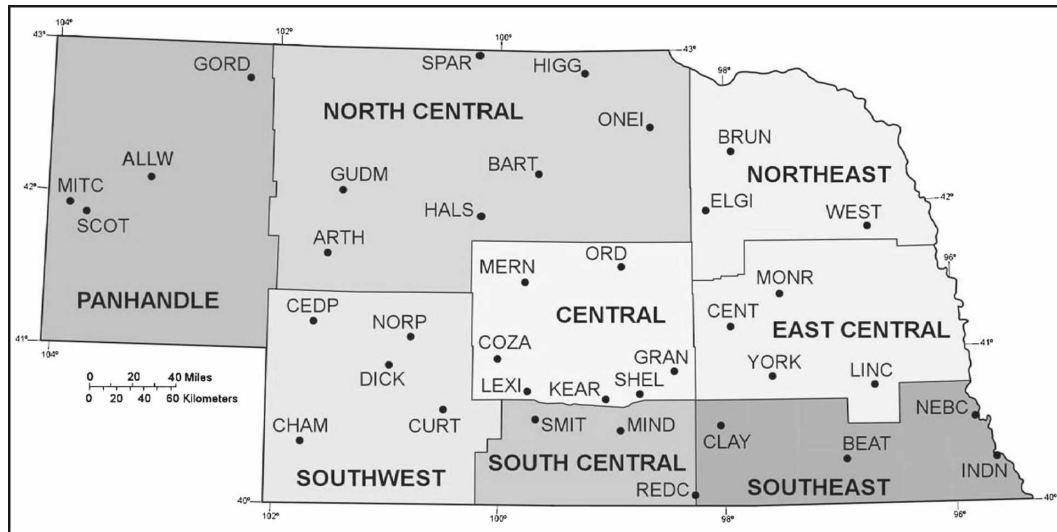 104°
43°
102°
100°
43°
98°
GORD
SPAR
HIGG
NORTH CENTRAL
ONEI
BRUN
ALLW
BART
NORTHEAST
MITC
42°
GUDM
ELGI
42°
SCOT
HALS
WEST
ARTH
ORD
MERN
96°
MONR
PANHANDLE
CEDP
NORP
CENTRAL
CENT
EAST CENTRAL
41°
104°
COZA
GRAN
YORK
LINC
41°
0 20 40 Miles
0 20 40 60 Kilometers
DICK
LEXI
KEAR
SHEL
NEBC
CHAM
CURT
SMIT
MIND
CLAY
BEAT
SOUTHWEST
SOUTH CENTRAL
INDN
REDC
SOUTHEAST
40°
102°
40°
100°
98°
96°
40°